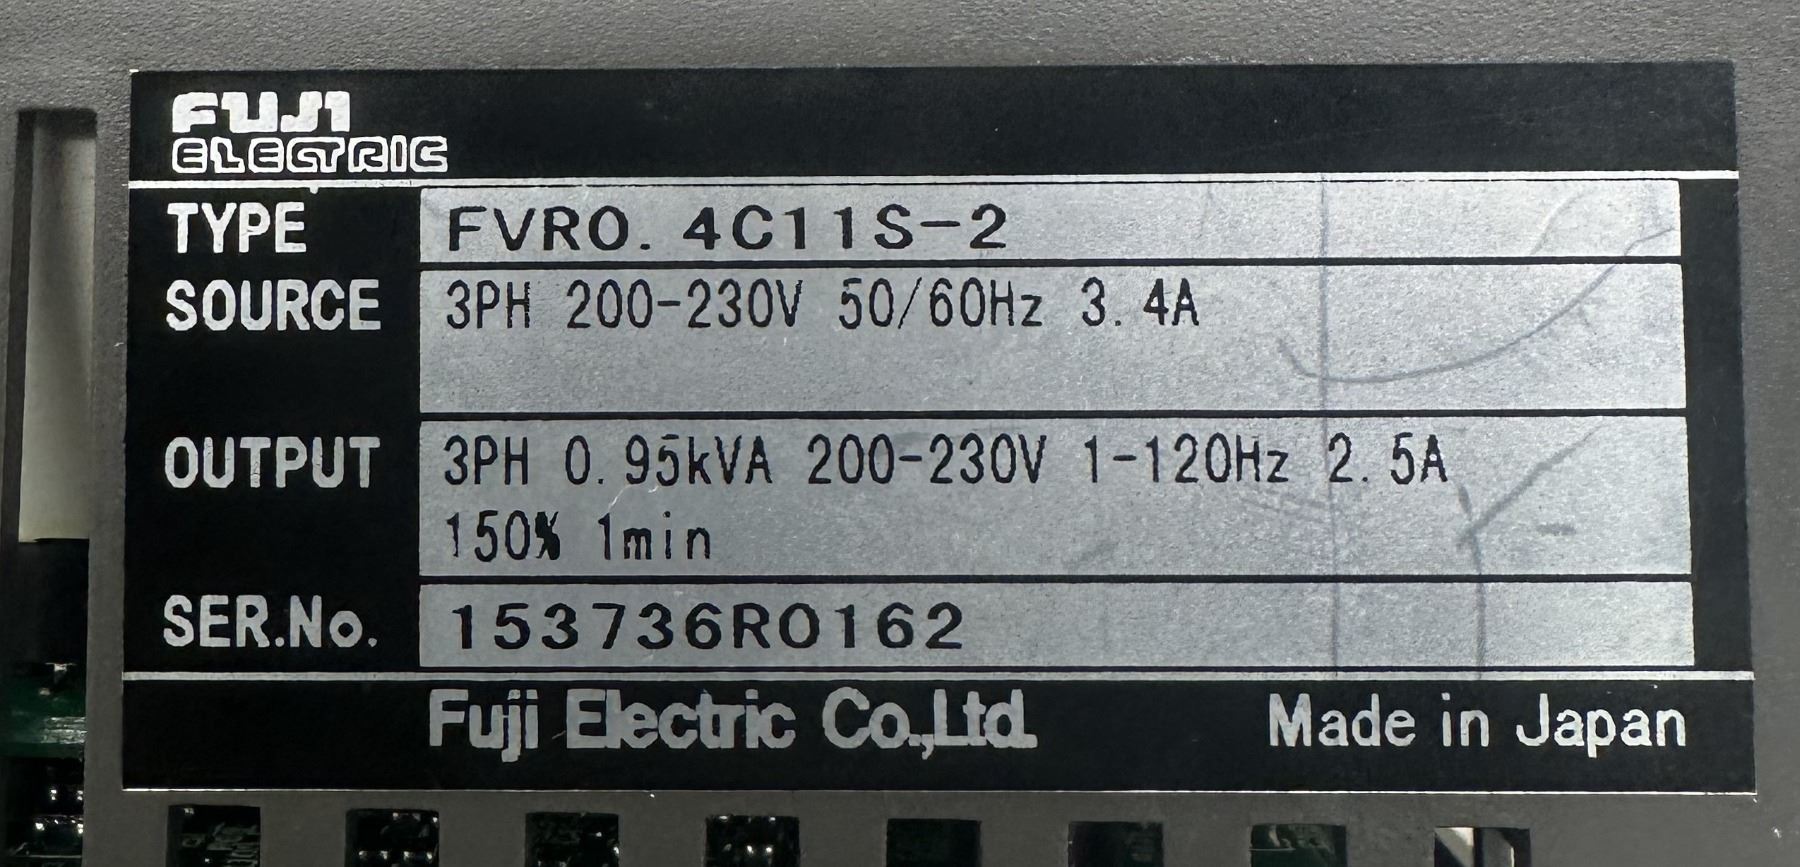 FUJI
ELECTRIC
TYPE FVR0.4C11S-2
SOURCE 3PH 200-230V 50/60Hz 3.4A
OUTPUT 3PH 0.95kVA 200-230V 1-120Hz 2.5A
150% 1min
SER.No. 153736R0162
Fuji Electric Co.,Ltd. Made in Japan